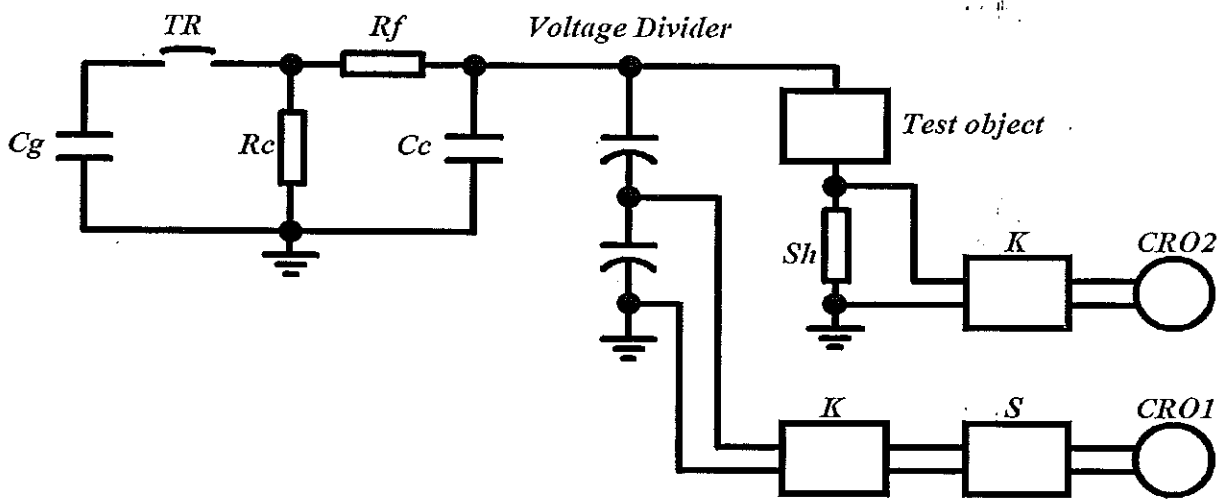 TR
Rf
Voltage Divider
Cg
Rc
Cc
Test object
Sh
K
CRO2
K
S
CRO1